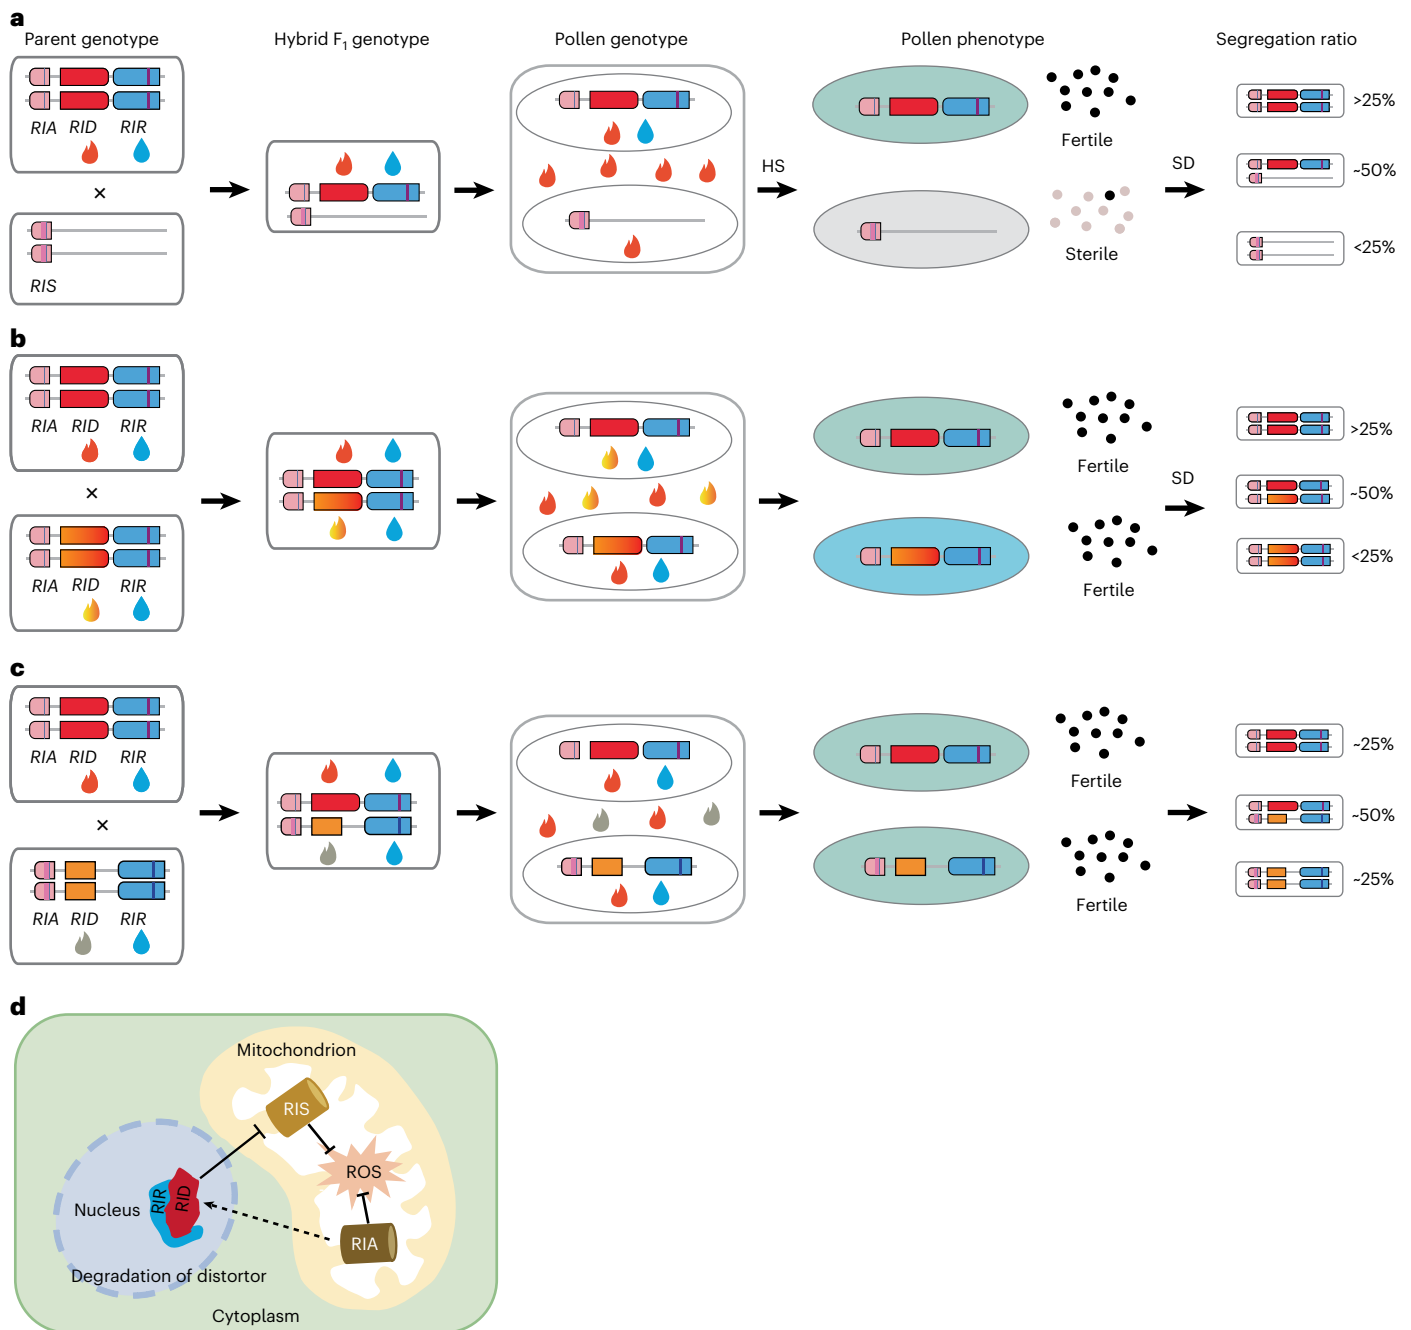 a
Parent genotype
Hybrid F₁ genotype
Pollen genotype
Pollen phenotype
Segregation ratio
RIA RID RIR
×
RIS
HS
Fertile
Sterile
SD
>25%
~50%
<25%
b
RIA RID RIR
×
RIA RID RIR
Fertile
Fertile
SD
>25%
~50%
<25%
c
RIA RID RIR
×
RIA RID RIR
Fertile
Fertile
~25%
~50%
~25%
d
Mitochondrion
RIS
ROS
RIA
Nucleus
RIR
RID
Degradation of distortor
Cytoplasm